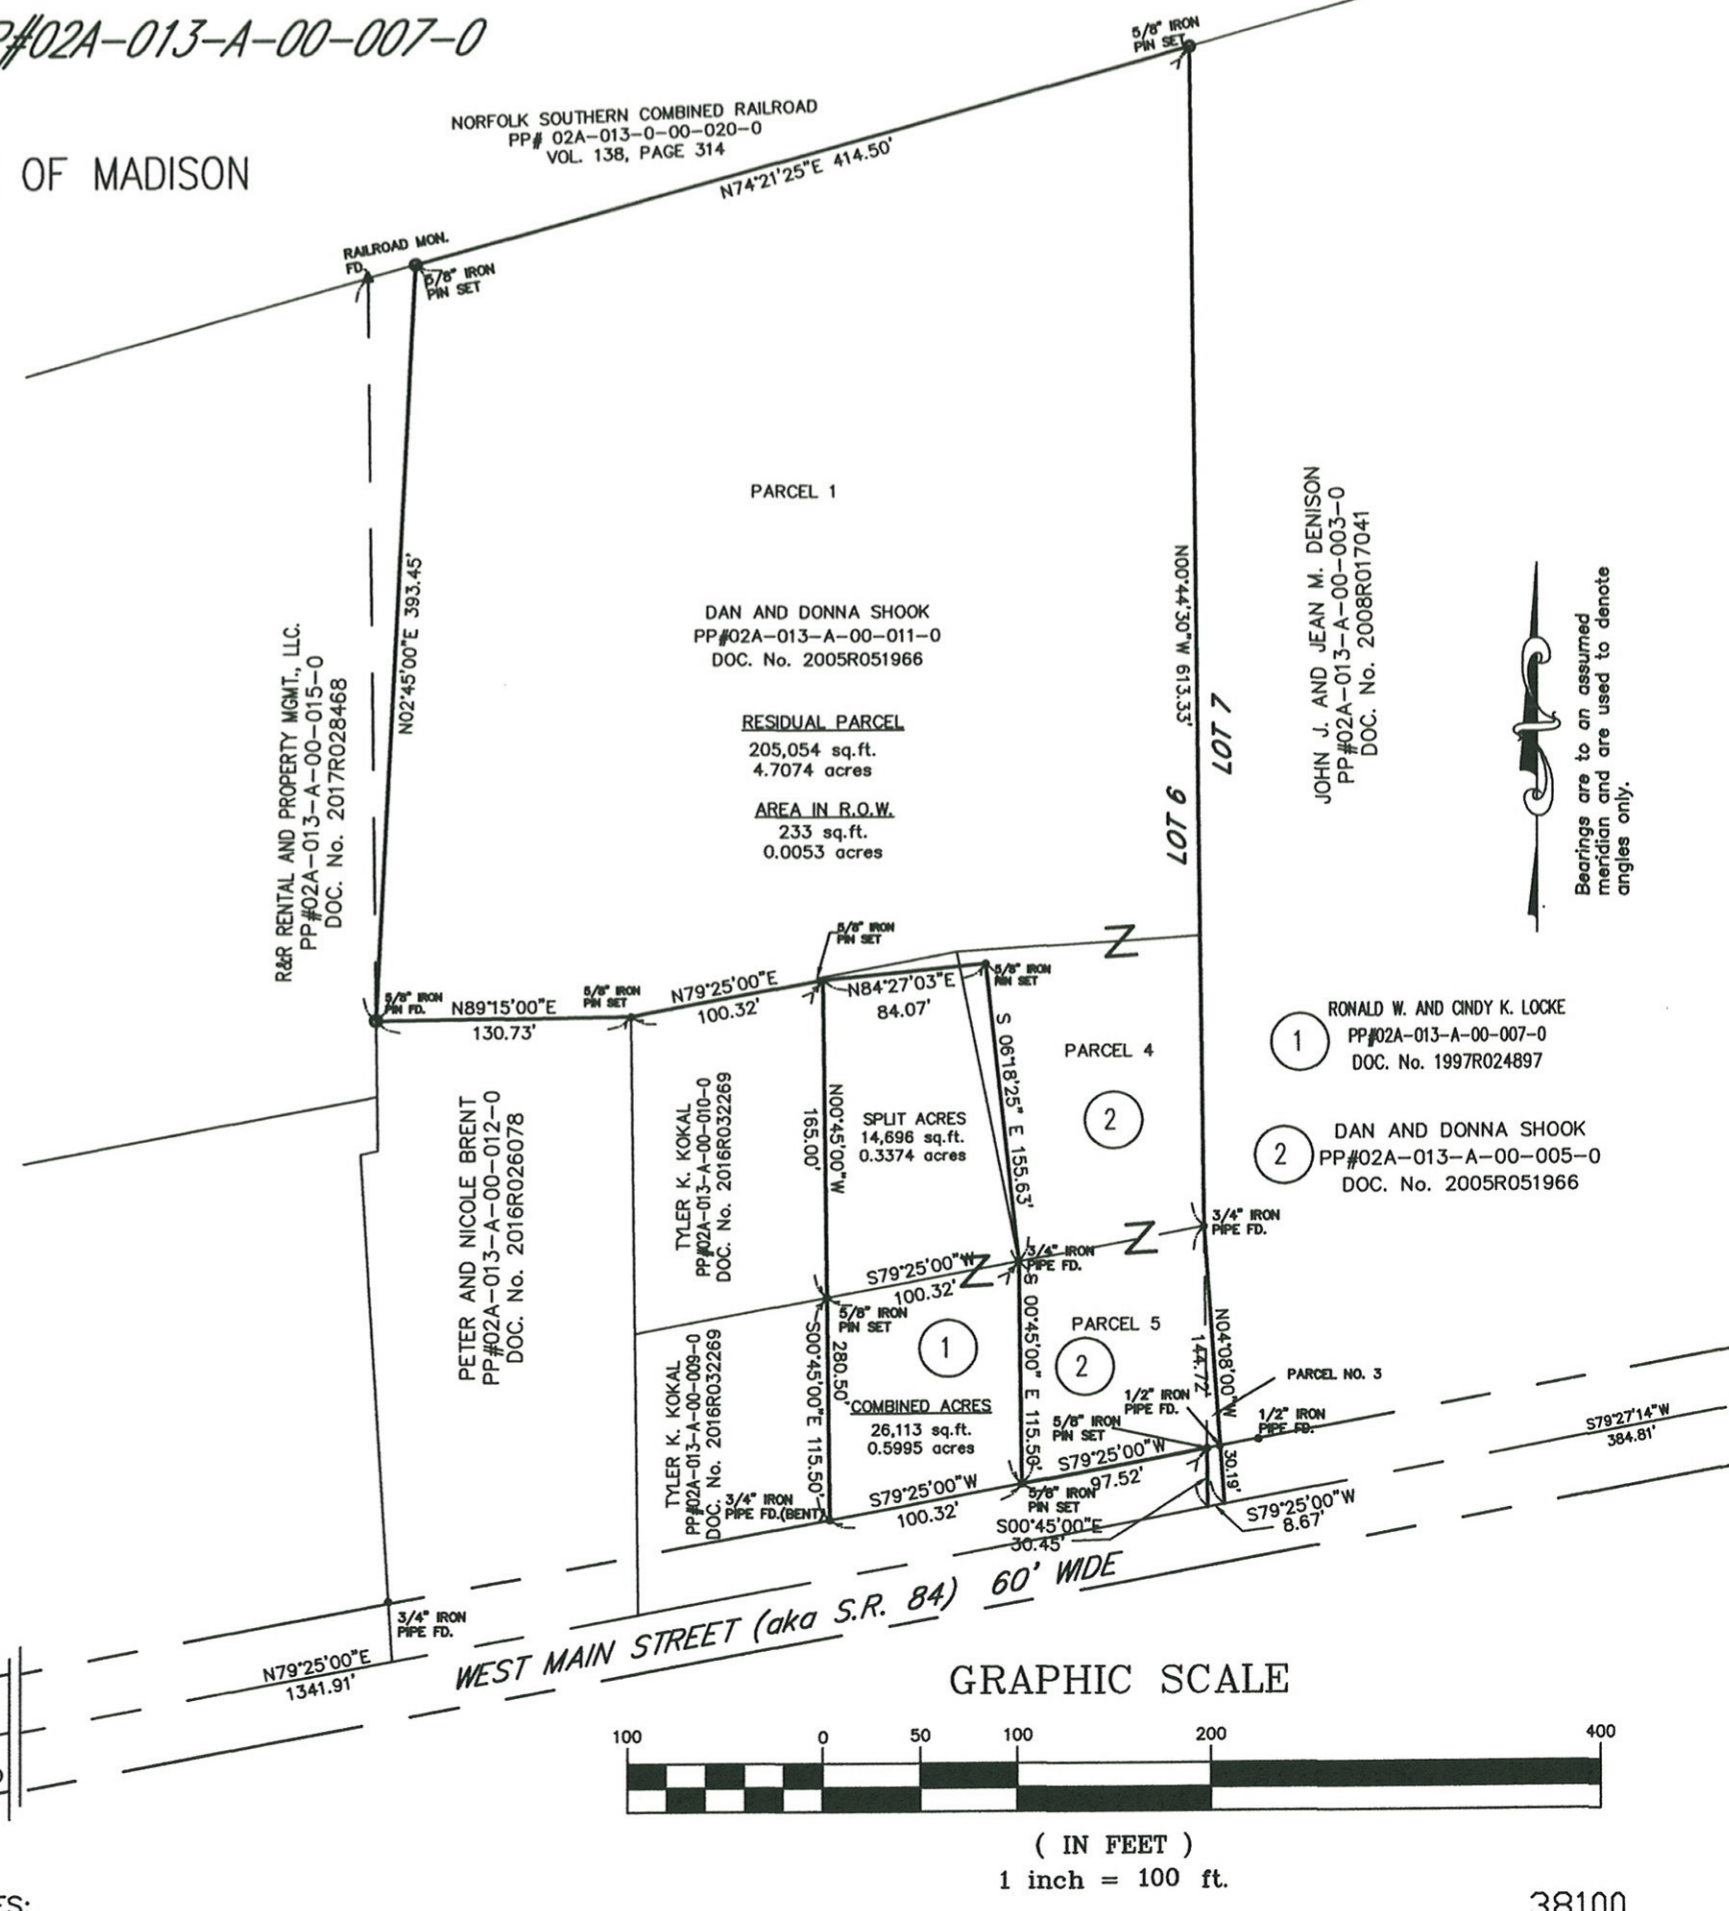 #02A-013-A-00-007-0
OF MADISON
NORFOLK SOUTHERN COMBINED RAILROAD
PP# 02A-013-0-00-020-0
VOL. 138, PAGE 314
N74°21'25"E 414.50'
5/8" IRON
PIN SET
RAILROAD MON.
FD.
5/8" IRON
PIN SET
PARCEL 1
DAN AND DONNA SHOOK
PP#02A-013-A-00-011-0
DOC. No. 2005R051966
RESIDUAL PARCEL
205,054 sq.ft.
4.7074 acres
AREA IN R.O.W.
233 sq.ft.
0.0053 acres
N02°45'00"E 393.45'
R&R RENTAL AND PROPERTY MGMT., LLC.
PP#02A-013-A-00-015-0
DOC. No. 2017R028468
N00°44'30"W 613.33'
LOT 7
LOT 6
JOHN J. AND JEAN M. DENISON
PP#02A-013-A-00-003-0
DOC. No. 2008R017041
Bearings are to an assumed
meridian and are used to denote
angles only.
5/8" IRON
PIN SET
5/8" IRON
PIN FD.
N89°15'00"E
130.73'
5/8" IRON
PIN SET
N79°25'00"E
100.32'
N84°27'03"E
84.07'
5/8" IRON
PIN SET
Z
1
RONALD W. AND CINDY K. LOCKE
PP#02A-013-A-00-007-0
DOC. No. 1997R024897
2
DAN AND DONNA SHOOK
PP#02A-013-A-00-005-0
DOC. No. 2005R051966
PARCEL 4
2
S 06°18'25" E 155.63'
SPLIT ACRES
14,696 sq.ft.
0.3374 acres
N00°45'00"W
165.00'
TYLER K. KOKAL
PP#02A-013-A-00-010-0
DOC. No. 2016R032269
PETER AND NICOLE BRENT
PP#02A-013-A-00-012-0
DOC. No. 2016R026078
3/4" IRON
PIPE FD.
Z
3/4" IRON
PIPE FD.
S79°25'00"W
100.32'
Z
5/8" IRON
PIN SET
1
S00°45'00"E 115.50'
280.50'
COMBINED ACRES
26,113 sq.ft.
0.5995 acres
S 00°45'00" E 115.50'
PARCEL 5
2
144.72'
N04°08'00"W
PARCEL NO. 3
1/2" IRON
PIPE FD.
1/2" IRON
PIPE FD.
5/8" IRON
PIN SET
S79°25'00"W
97.52'
30.19'
S79°27'14"W
384.81'
TYLER K. KOKAL
PP#02A-013-A-00-009-0
DOC. No. 2016R032269
3/4" IRON
PIPE FD.(BENT)
S79°25'00"W
100.32'
5/8" IRON
PIN SET
S00°45'00"E
30.45'
S79°25'00"W
8.67'
3/4" IRON
PIPE FD.
N79°25'00"E
1341.91'
WEST MAIN STREET (aka S.R. 84) 60' WIDE
GRAPHIC SCALE
100 0 50 100 200 400
( IN FEET )
1 inch = 100 ft.
38100